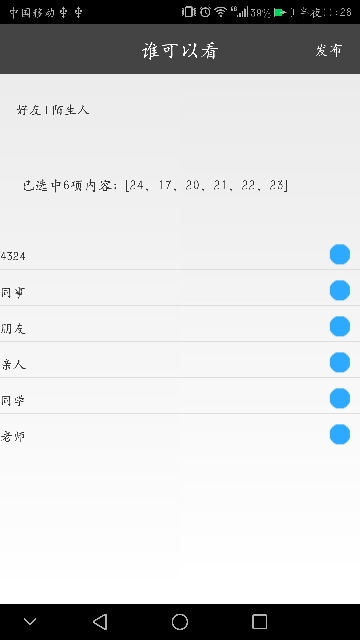 中国移动 39% 半夜11:28
谁可以看 发布
好友|陌生人
已选中6项内容：[24、17、20、21、22、23]
4324
同事
朋友
亲人
同学
老师